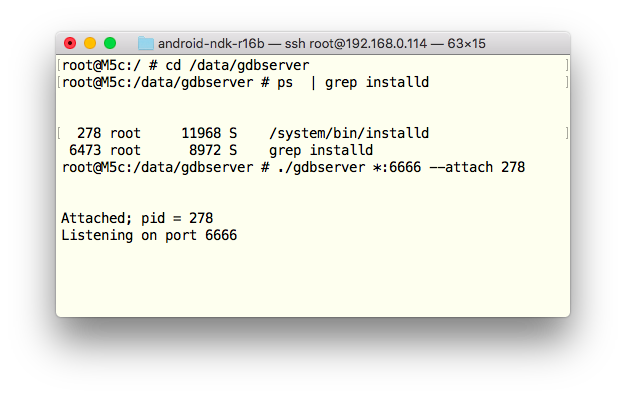 android-ndk-r16b — ssh root@192.168.0.114 — 63×15
[root@M5c:/ # cd /data/gdbserver ]
[root@M5c:/data/gdbserver # ps  | grep installd ]
[  278 root     11968 S    /system/bin/installd ]
 6473 root      8972 S    grep installd
root@M5c:/data/gdbserver # ./gdbserver *:6666 --attach 278
Attached; pid = 278
Listening on port 6666